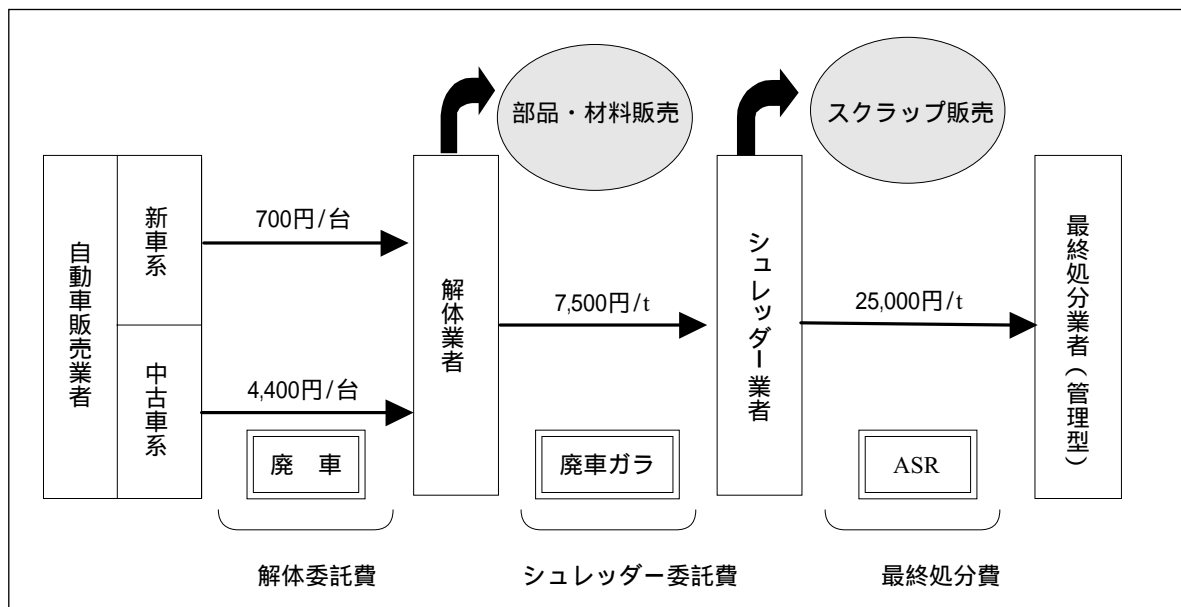 部品・材料販売
スクラップ販売
自動車販売業者
新車系
中古車系
700円/台
4,400円/台
解体業者
7,500円/t
シュレッダー業者
25,000円/t
最終処分業者(管理型)
廃 車
廃車ガラ
ASR
解体委託費
シュレッダー委託費
最終処分費